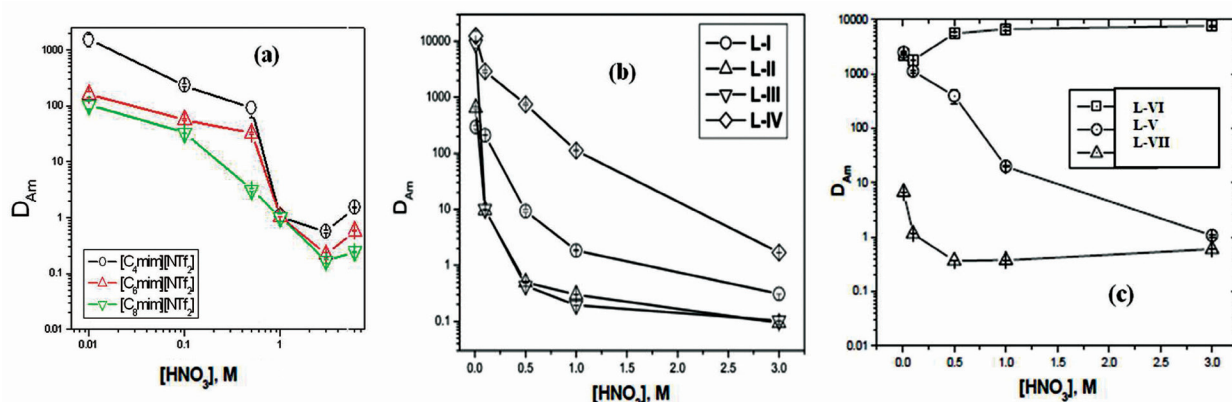 1000
100
10
1
0.1
0.01
D_Am
(a)
[C₄mim][NTf₂]
[C₆mim][NTf₂]
[C₈mim][NTf₂]
0.01
0.1
1
[HNO₃], M
10000
1000
100
10
1
0.1
D_Am
(b)
L-I
L-II
L-III
L-IV
0.0
0.5
1.0
1.5
2.0
2.5
3.0
[HNO₃], M
10000
1000
100
10
1
0.1
0.01
D_Am
L-VI
L-V
L-VII
(c)
0.0
0.5
1.0
1.5
2.0
2.5
3.0
[HNO₃], M